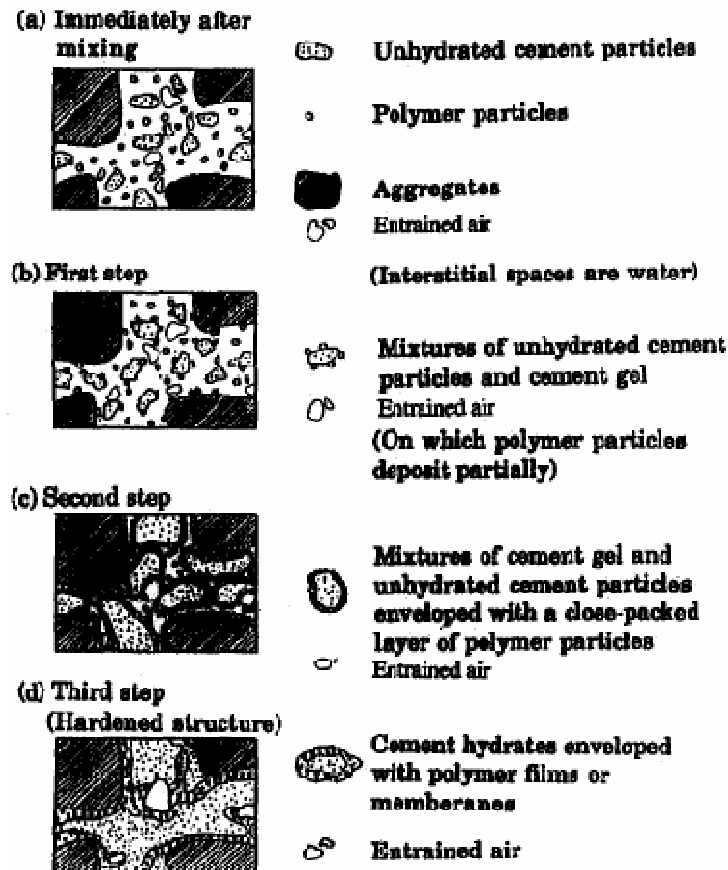 (a) Immediately after
mixing
Unhydrated cement particles
Polymer particles
Aggregates
Entrained air
(b) First step
(Interstitial spaces are water)
Mixtures of unhydrated cement
particles and cement gel
Entrained air
(On which polymer particles
deposit partially)
(c) Second step
Mixtures of cement gel and
unhydrated cement particles
enveloped with a close-packed
layer of polymer particles
Entrained air
(d) Third step
(Hardened structure)
Cement hydrates enveloped
with polymer films or
mamberanes
Entrained air